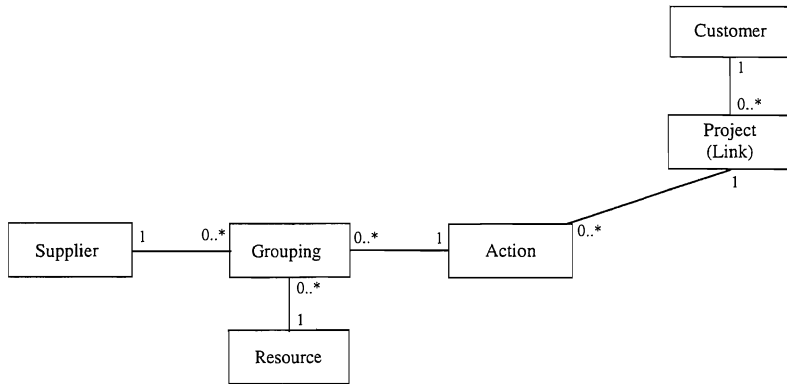 Customer
1
0..*
Project
(Link)
1
0..*
Supplier
1
0..*
Grouping
0..*
1
Action
0..*
1
Resource